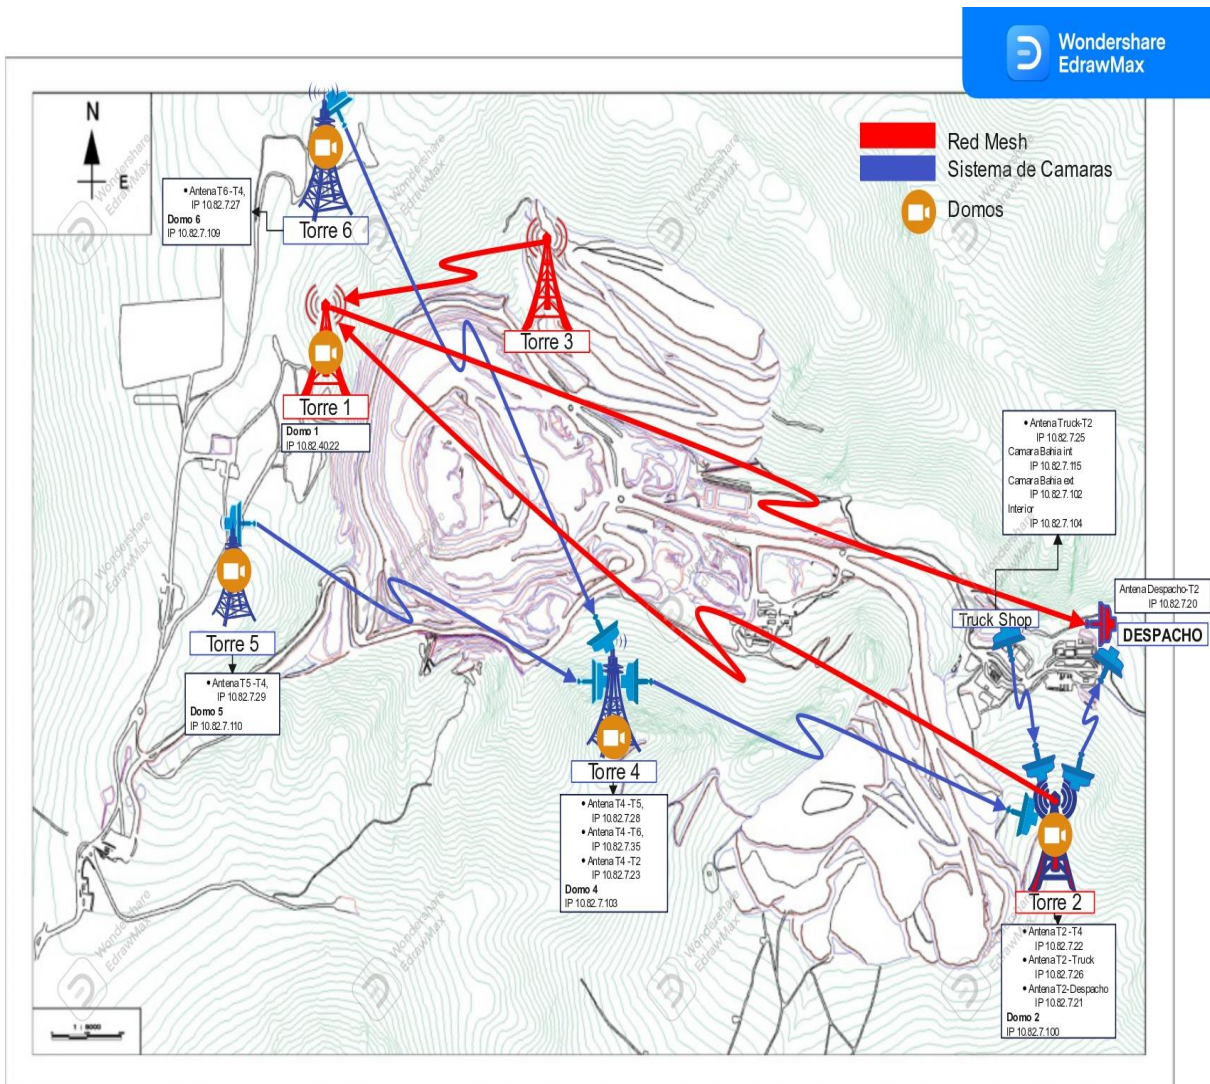 Wondershare
EdrawMax
N
E
Red Mesh
Sistema de Camaras
Domos
• Antena T6 -T4,
IP 10.82.7.27
Domo 6
IP 10.82.7.109
Torre 6
Torre 3
Torre 1
Domo 1
IP 10.82.40.22
• Antena Truck-T2
IP 10.82.7.25
Camara Bahia int
IP 10.82.7.115
Camara Bahia ext
IP 10.82.7.102
Interior
IP 10.82.7.104
Antena Despacho-T2
IP 10.82.7.20
Truck Shop
DESPACHO
Torre 5
• Antena T5 -T4,
IP 10.82.7.29
Domo 5
IP 10.82.7.110
Torre 4
• Antena T4 -T5,
IP 10.82.7.28
• Antena T4 -T6,
IP 10.82.7.35
• Antena T4 -T2
IP 10.82.7.23
Domo 4
IP 10.82.7.103
Torre 2
• Antena T2 -T4
IP 10.82.7.22
• Antena T2 -Truck
IP 10.82.7.26
• Antena T2-Despacho
IP 10.82.7.21
Domo 2
IP 10.82.7.100
1 : 8000